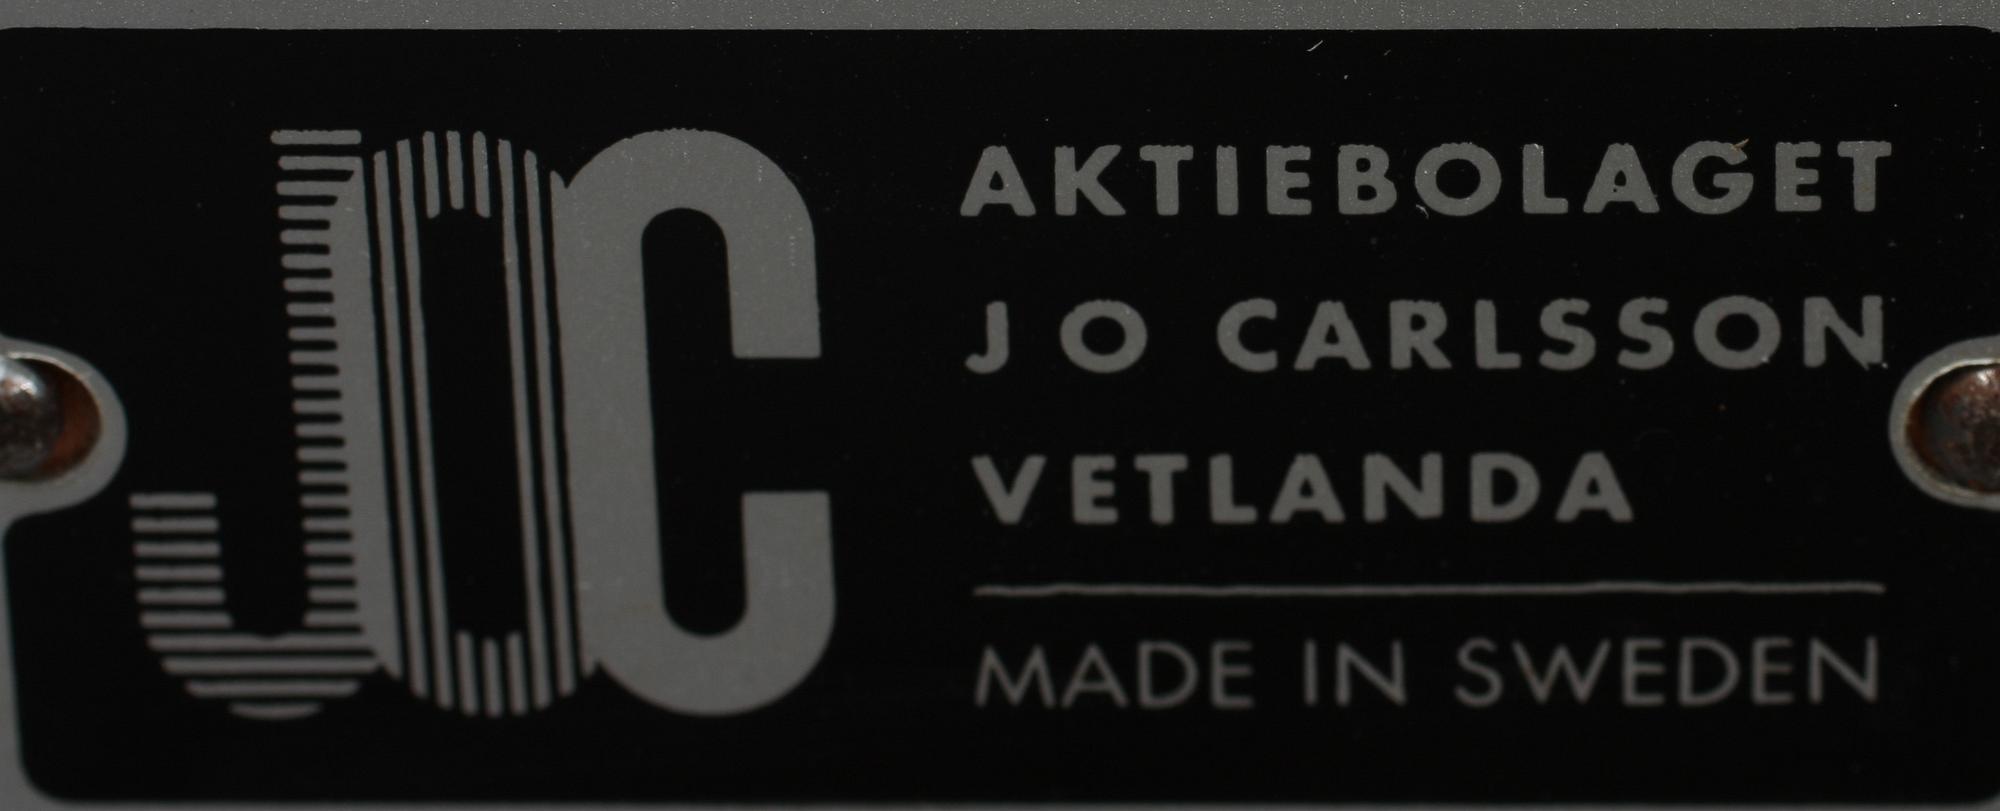 JOC
AKTIEBOLAGET
JO CARLSSON
VETLANDA
MADE IN SWEDEN